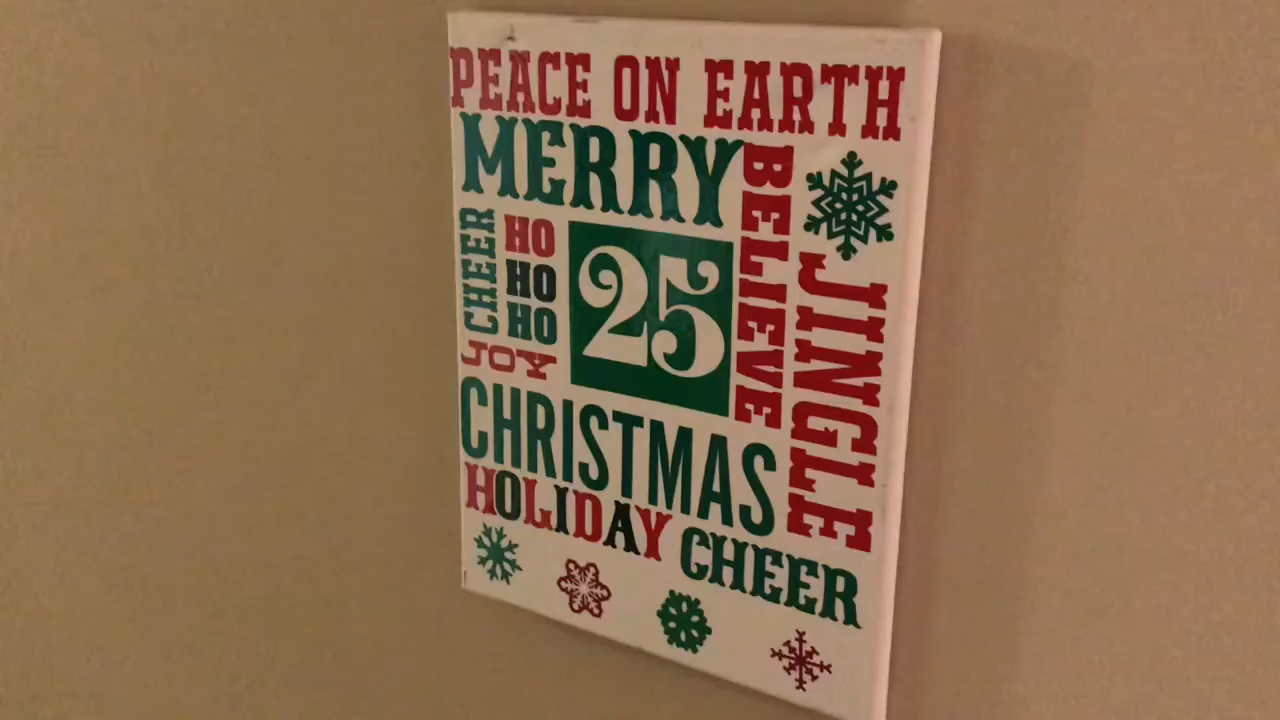 PEACE ON EARTH
MERRY
BELIEVE
JINGLE
CHEER
HO
HO
HO
25
JOY
CHRISTMAS
HOLIDAY CHEER